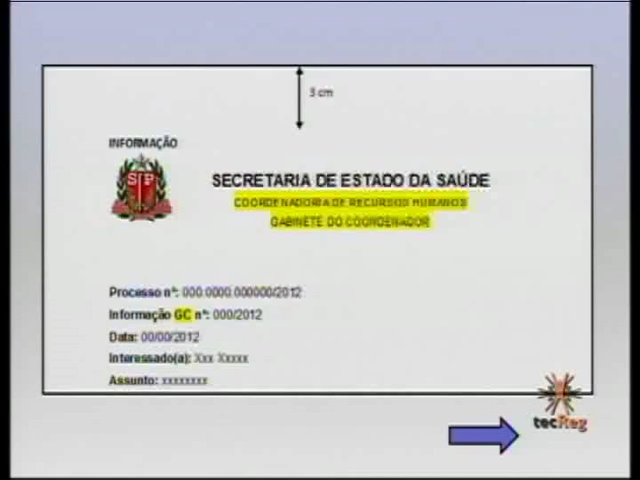 3 cm
INFORMAÇÃO
SP
SECRETARIA DE ESTADO DA SAÚDE
COORDENADORIA DE RECURSOS HUMANOS
GABINETE DO COORDENADOR
Processo nº: 000.0000.000000/2012
Informação GC nº: 000/2012
Data: 00/00/2012
Interessado(a): Xxx Xxxxx
Assunto: xxxxxxxx
tecReg